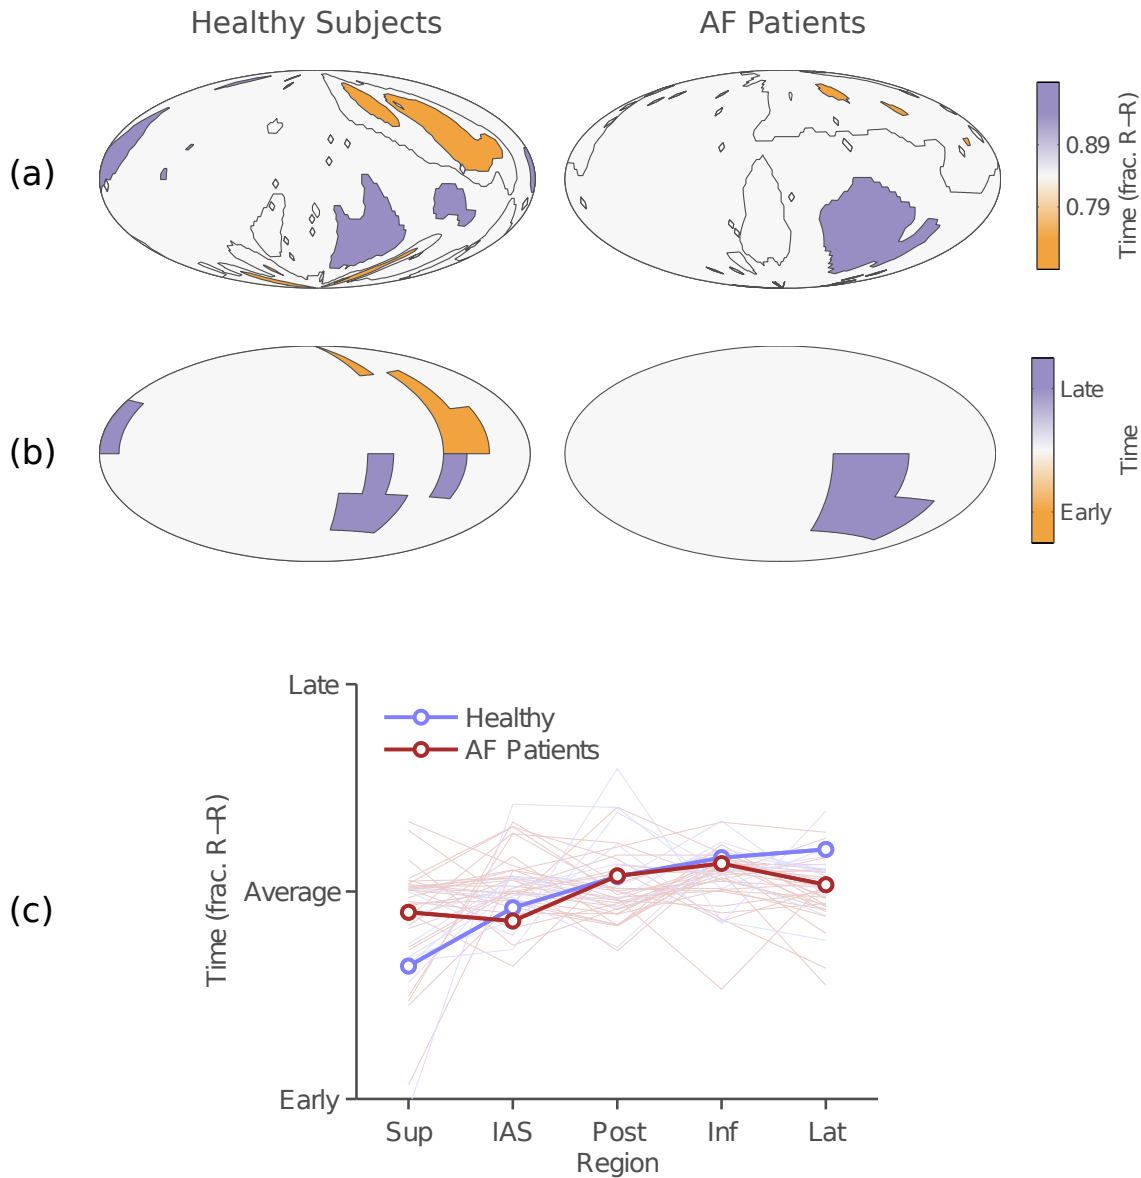 Healthy Subjects
AF Patients
(a)
0.89
0.79
Time (frac. R−R)
(b)
Late
Early
Time
(c)
Late
Average
Early
Time (frac. R−R)
Healthy
AF Patients
Sup
IAS
Post
Inf
Lat
Region